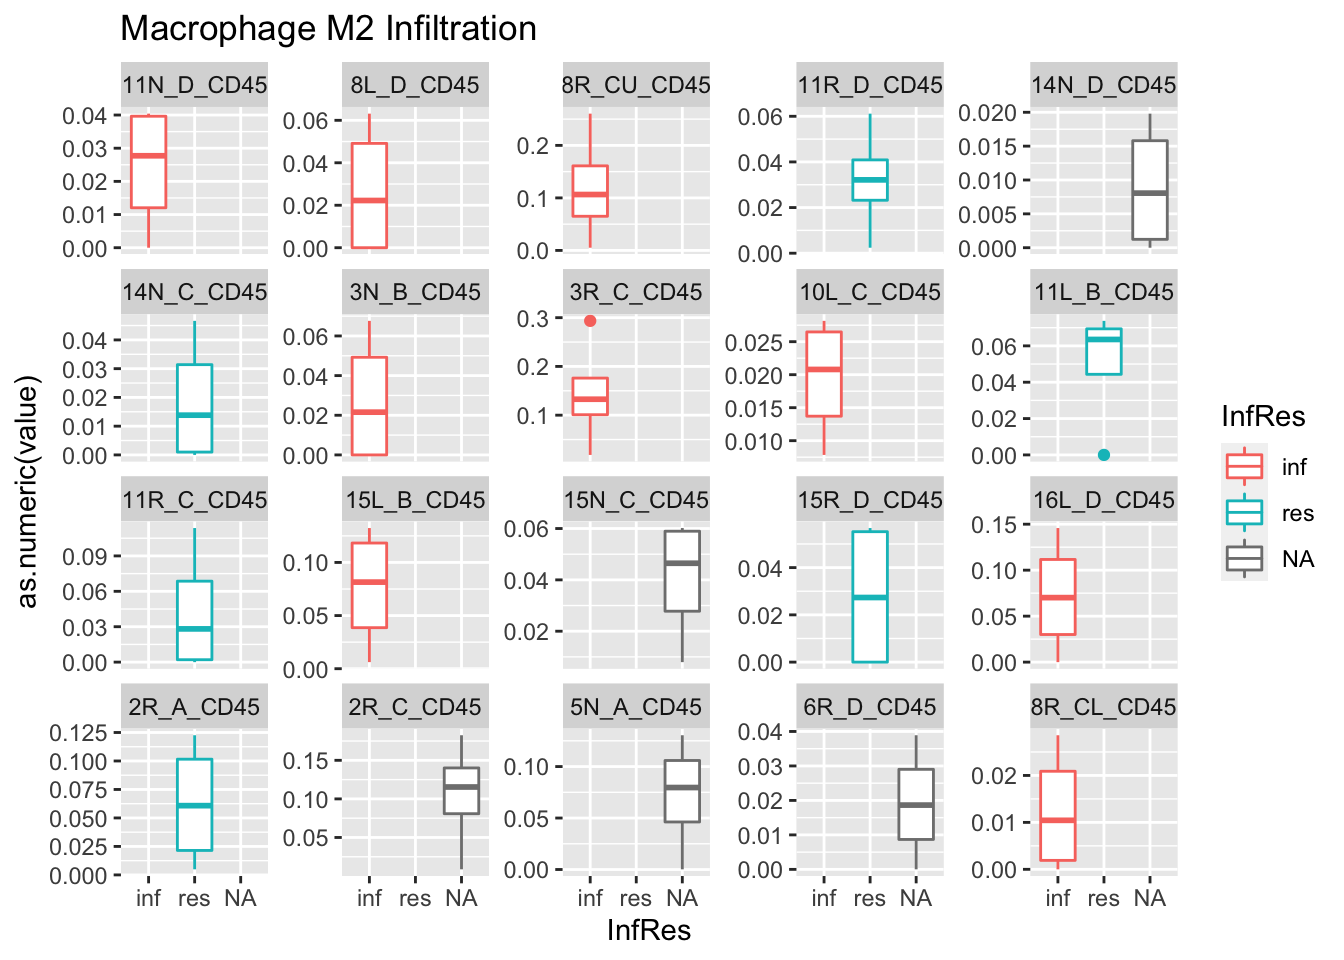 Macrophage M2 Infiltration
11N_D_CD45 8L_D_CD45 8R_CU_CD45 11R_D_CD45 14N_D_CD45
0.04 0.03 0.02 0.01 0.00
0.06 0.04 0.02 0.00
0.2 0.1 0.0
0.06 0.04 0.02 0.00
0.020 0.015 0.010 0.005 0.000
14N_C_CD45 3N_B_CD45 3R_C_CD45 10L_C_CD45 11L_B_CD45
0.04 0.03 0.02 0.01 0.00
0.06 0.04 0.02 0.00
0.3 0.2 0.1
0.025 0.020 0.015 0.010
0.06 0.04 0.02 0.00
11R_C_CD45 15L_B_CD45 15N_C_CD45 15R_D_CD45 16L_D_CD45
0.09 0.06 0.03 0.00
0.10 0.05 0.00
0.06 0.04 0.02
0.04 0.02 0.00
0.15 0.10 0.05 0.00
2R_A_CD45 2R_C_CD45 5N_A_CD45 6R_D_CD45 8R_CL_CD45
0.125 0.100 0.075 0.050 0.025 0.000
0.15 0.10 0.05
0.10 0.05 0.00
0.04 0.03 0.02 0.01 0.00
0.02 0.01 0.00
inf res NA inf res NA inf res NA inf res NA inf res NA
InfRes
as.numeric(value)
InfRes
inf
res
NA